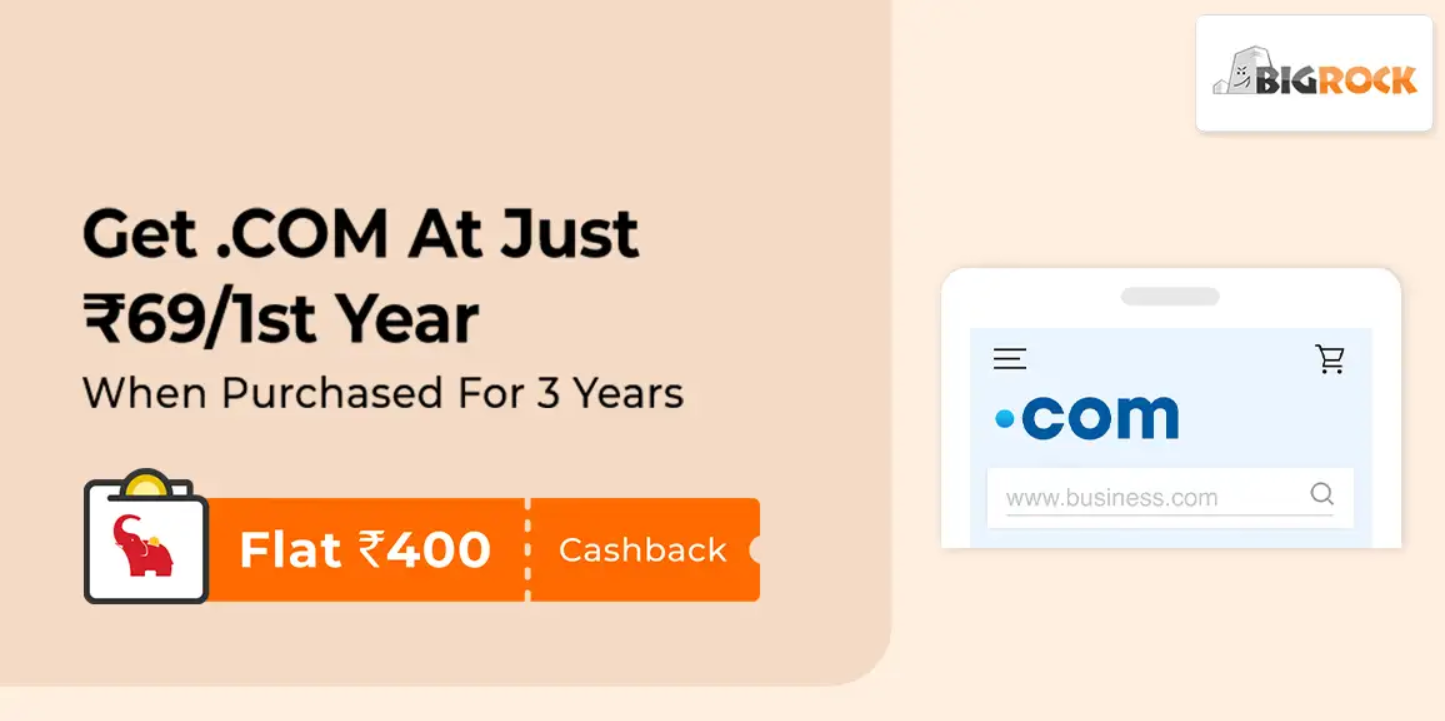 BIGROCK
Get .COM At Just
₹69/1st Year
When Purchased For 3 Years
Flat ₹400
Cashback
.com
www.business.com